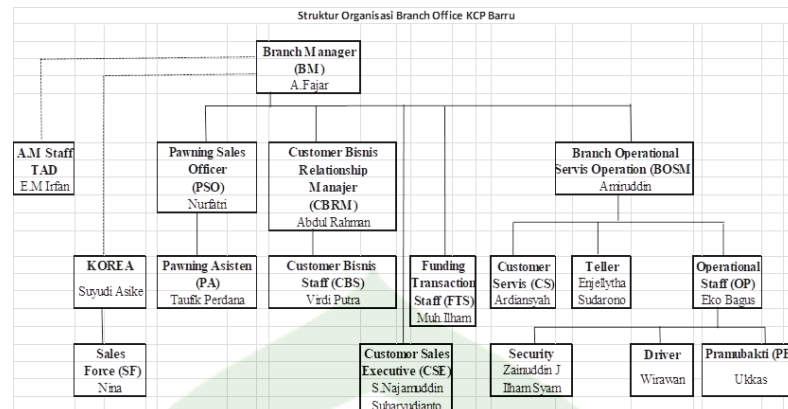 Struktur Organisasi Branch Office KCP Barru
Branch Manager
(BM)
A.Fajar
A.M Staff
TAD
E.M Irfan
Pawning Sales
Officer
(PSO)
Nurfatri
Customer Bisnis
Relationship
Manajer
(CBRM)
Abdul Rahman
Branch Operational
Servis Operation (BOSM
Amiruddin
KOREA
Suyudi Asike
Pawning Asisten
(PA)
Taufik Perdana
Customer Bisnis
Staff (CBS)
Virdi Putra
Funding
Transaction
Staff (FTS)
Muh.Ilham
Customer
Servis (CS)
Ardiansyah
Teller
Enjellytha
Sudarono
Operational
Staff (OP)
Eko Bagus
Sales
Force (SF)
Nina
Customor Sales
Executive (CSE)
S.Najamuddin
Suharyudianto
Security
Zainuddin J
Ilham Syam
Driver
Wirawan
Pramubakti (PB
Ukkas